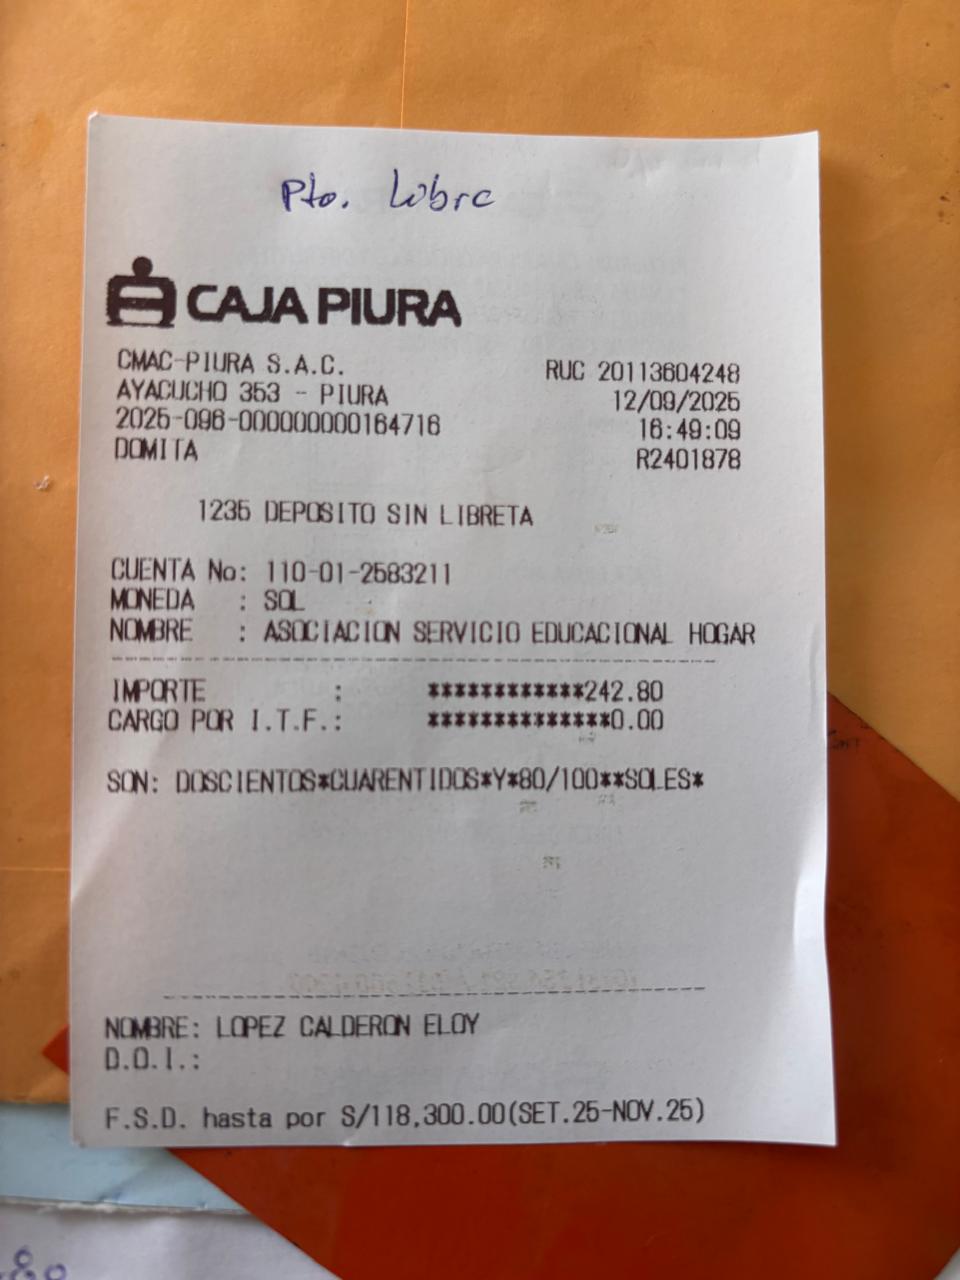 Pto. Libre
CAJA PIURA
CMAC-PIURA S.A.C. RUC 20113604248
AYACUCHO 353 - PIURA 12/09/2025
2025-096-000000000164716 16:49:09
DOMITA R2401878
1235 DEPOSITO SIN LIBRETA
CUENTA No: 110-01-2583211
MONEDA : SOL
NOMBRE : ASOCIACION SERVICIO EDUCACIONAL HOGAR
IMPORTE : ************242.80
CARGO POR I.T.F.: **************0.00
SON: DOSCIENTOS*CUARENTIDOS*Y*80/100**SOLES*
NOMBRE: LOPEZ CALDERON ELOY
D.O.I.:
F.S.D. hasta por S/118,300.00(SET.25-NOV.25)